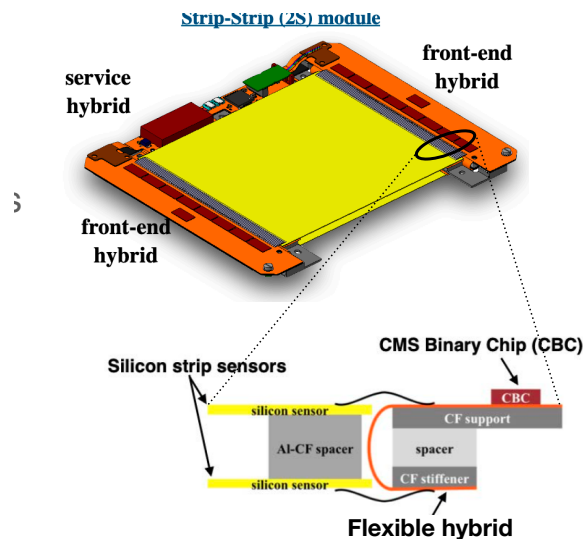 Strip-Strip (2S) module
front-end
hybrid
service
hybrid
s
front-end
hybrid
CMS Binary Chip (CBC)
Silicon strip sensors
CBC
silicon sensor
CF support
Al-CF spacer
spacer
CF stiffener
silicon sensor
Flexible hybrid